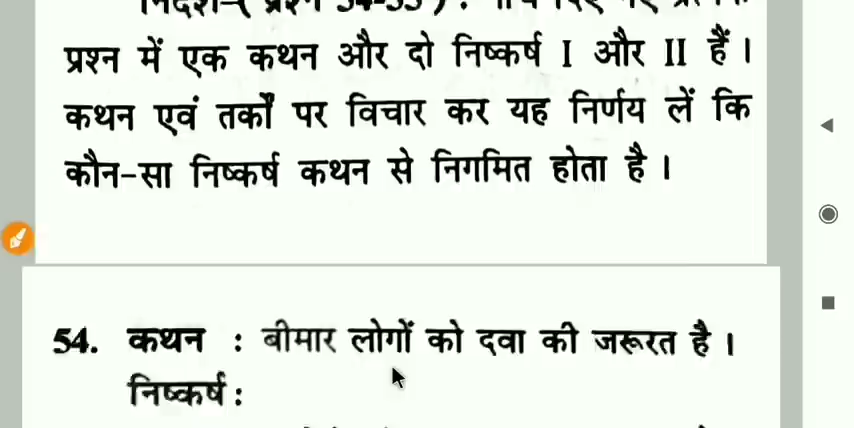 प्रश्न में एक कथन और दो निष्कर्ष I और II हैं।
कथन एवं तर्कों पर विचार कर यह निर्णय लें कि
कौन-सा निष्कर्ष कथन से निगमित होता है।
54. कथन : बीमार लोगों को दवा की जरूरत है।
निष्कर्ष :